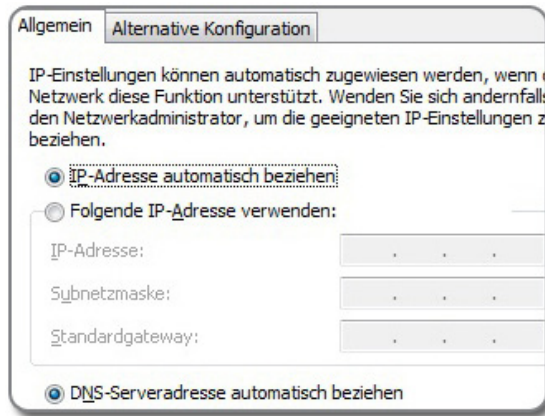 Allgemein
Alternative Konfiguration
IP-Einstellungen können automatisch zugewiesen werden, wenn
Netzwerk diese Funktion unterstützt. Wenden Sie sich andernfalls
den Netzwerkadministrator, um die geeigneten IP-Einstellungen z
beziehen.
IP-Adresse automatisch beziehen
Folgende IP-Adresse verwenden:
IP-Adresse:
Subnetzmaske:
Standardgateway:
DNS-Serveradresse automatisch beziehen